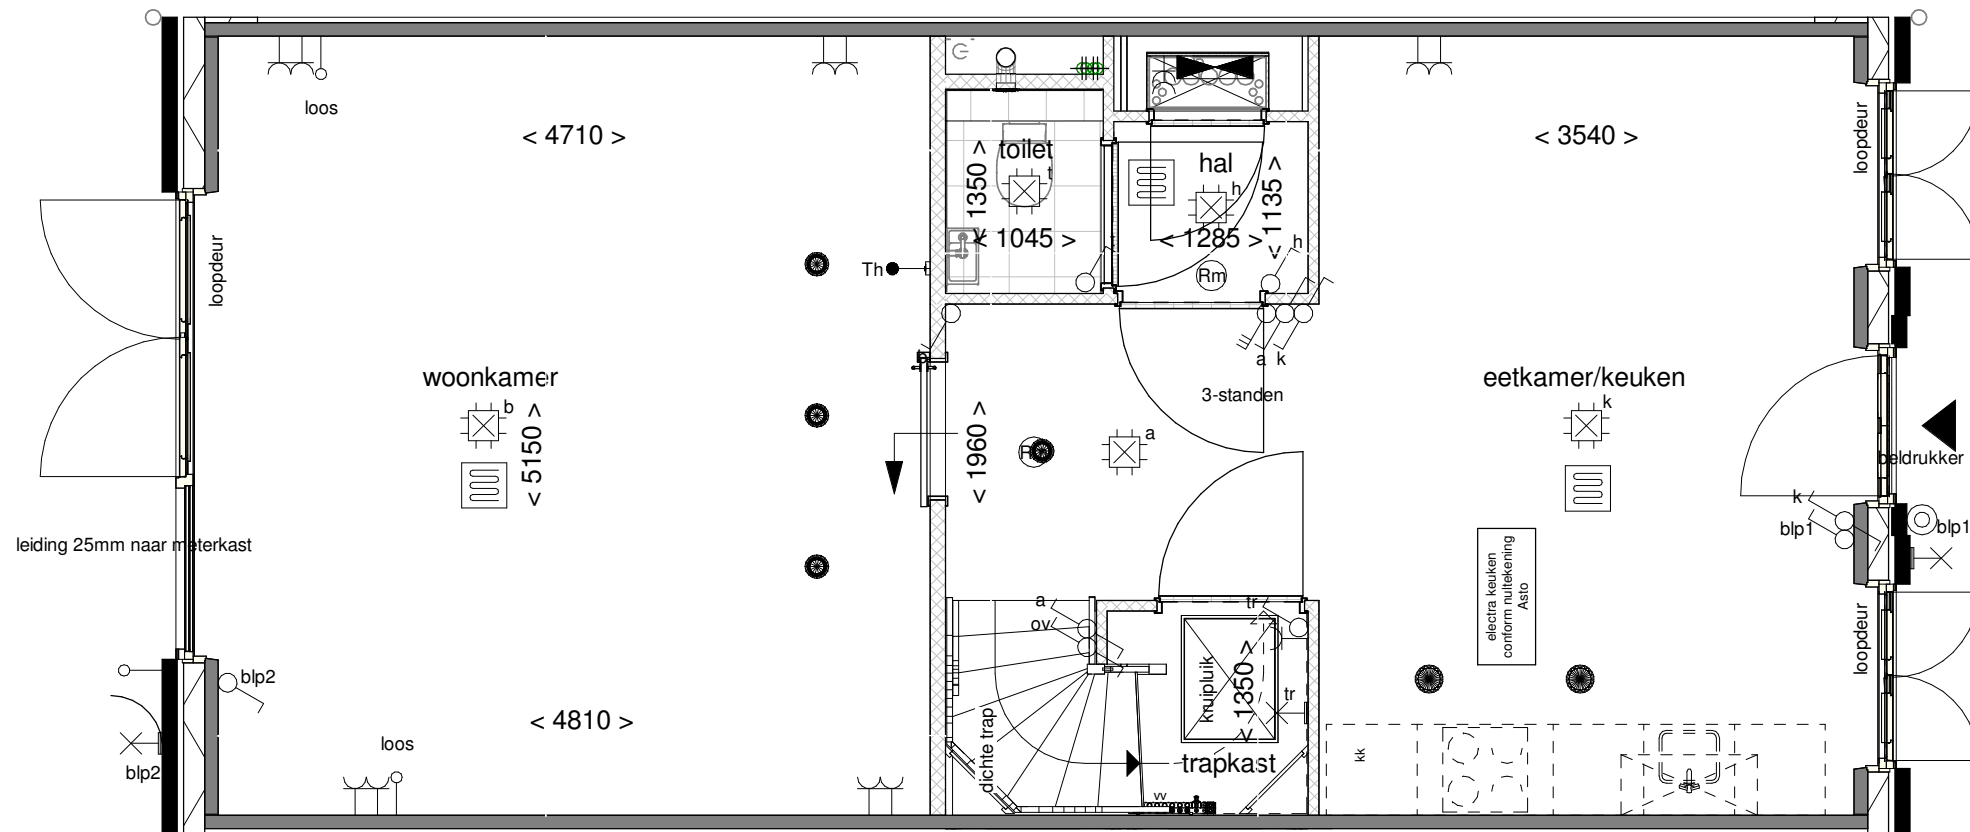 loos
< 4710 >
< 3540 >
loopdeur
toilet
t
< 1350 >
< 1045 >
hal
h
< 1135 >
< 1285 >
h
Rm
loopdeur
Th
a k
3-standen
woonkamer
b
< 5150 >
< 1960 >
a
eetkamer/keuken
k
beldrukker
k
blp1
blp1
leiding 25mm naar meterkast
electra keuken
conform nultekening
Asto
a
ov
tr
kruipluik
< 1350 >
tr
loopdeur
blp2
< 4810 >
loos
dichte trap
trapkast
kk
blp2
vv